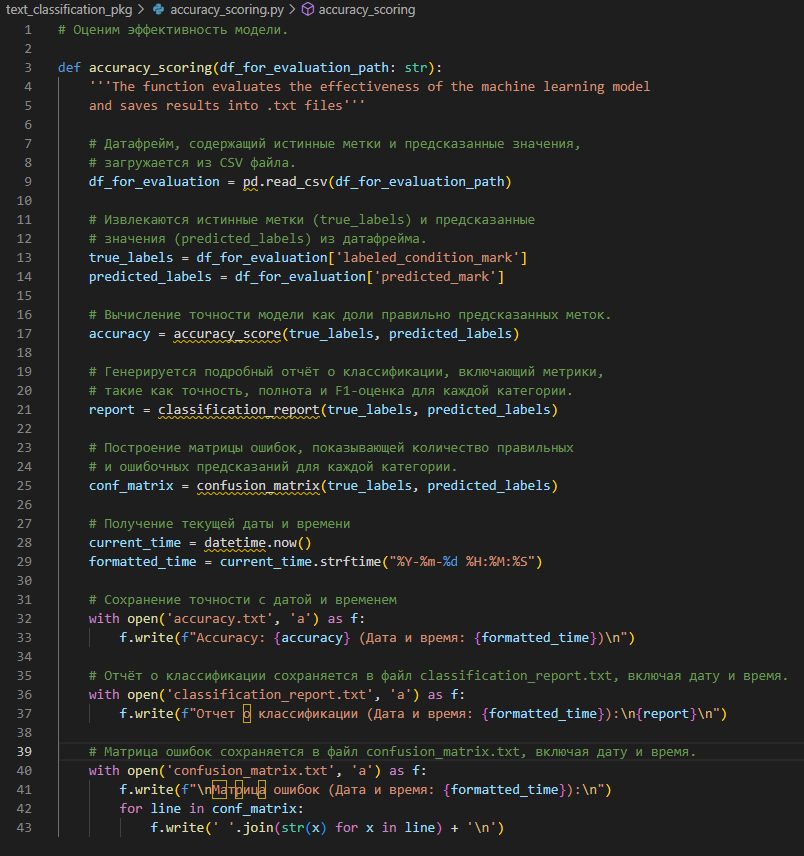 text_classification_pkg > accuracy_scoring.py > accuracy_scoring
1 # Оценим эффективность модели.
2
3 def accuracy_scoring(df_for_evaluation_path: str):
4     '''The function evaluates the effectiveness of the machine learning model
5     and saves results into .txt files'''
6
7     # Датафрейм, содержащий истинные метки и предсказанные значения,
8     # загружается из CSV файла.
9     df_for_evaluation = pd.read_csv(df_for_evaluation_path)
10
11     # Извлекаются истинные метки (true_labels) и предсказанные
12     # значения (predicted_labels) из датафрейма.
13     true_labels = df_for_evaluation['labeled_condition_mark']
14     predicted_labels = df_for_evaluation['predicted_mark']
15
16     # Вычисление точности модели как доли правильно предсказанных меток.
17     accuracy = accuracy_score(true_labels, predicted_labels)
18
19     # Генерируется подробный отчёт о классификации, включающий метрики,
20     # такие как точность, полнота и F1-оценка для каждой категории.
21     report = classification_report(true_labels, predicted_labels)
22
23     # Построение матрицы ошибок, показывающей количество правильных
24     # и ошибочных предсказаний для каждой категории.
25     conf_matrix = confusion_matrix(true_labels, predicted_labels)
26
27     # Получение текущей даты и времени
28     current_time = datetime.now()
29     formatted_time = current_time.strftime("%Y-%m-%d %H:%M:%S")
30
31     # Сохранение точности с датой и временем
32     with open('accuracy.txt', 'a') as f:
33         f.write(f"Accuracy: {accuracy} (Дата и время: {formatted_time})\n")
34
35     # Отчёт о классификации сохраняется в файл classification_report.txt, включая дату и время.
36     with open('classification_report.txt', 'a') as f:
37         f.write(f"Отчет о классификации (Дата и время: {formatted_time}):\n{report}\n")
38
39     # Матрица ошибок сохраняется в файл confusion_matrix.txt, включая дату и время.
40     with open('confusion_matrix.txt', 'a') as f:
41         f.write(f"\nМатрица ошибок (Дата и время: {formatted_time}):\n")
42         for line in conf_matrix:
43             f.write(' '.join(str(x) for x in line) + '\n')